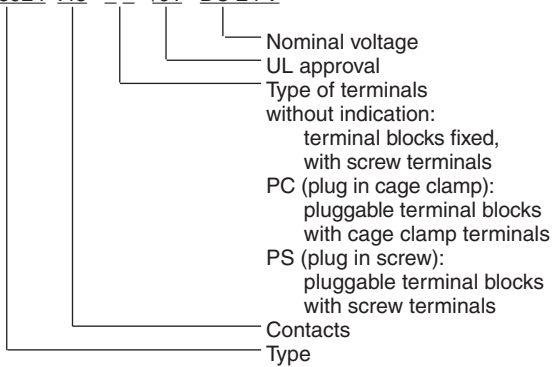 Nominal voltage
UL approval
Type of terminals
without indication:
terminal blocks fixed,
with screw terminals
PC (plug in cage clamp):
pluggable terminal blocks
with cage clamp terminals
PS (plug in screw):
pluggable terminal blocks
with screw terminals
Contacts
Type